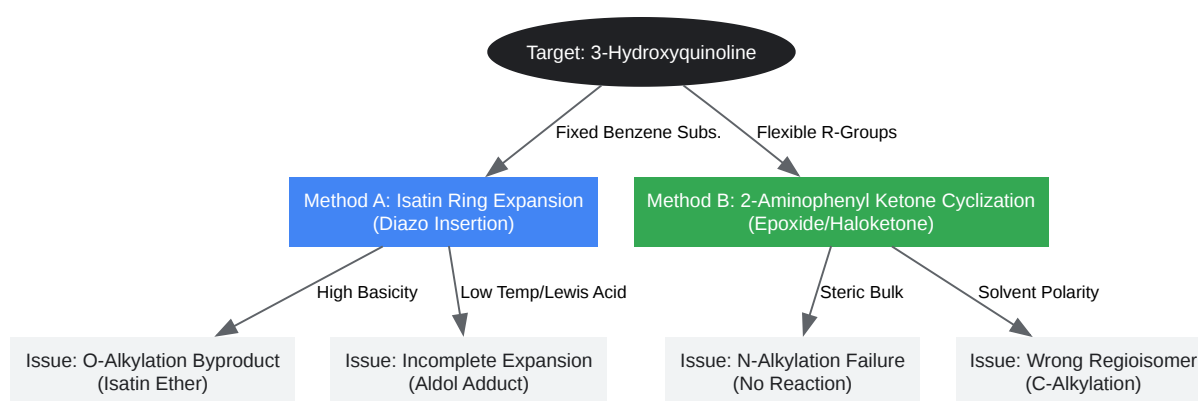 Target: 3-Hydroxyquinoline
Fixed Benzene Subs.
Flexible R-Groups
Method A: Isatin Ring Expansion
(Diazo Insertion)
Method B: 2-Aminophenyl Ketone Cyclization
(Epoxide/Haloketone)
High Basicity
Low Temp/Lewis Acid
Steric Bulk
Solvent Polarity
Issue: O-Alkylation Byproduct
(Isatin Ether)
Issue: Incomplete Expansion
(Aldol Adduct)
Issue: N-Alkylation Failure
(No Reaction)
Issue: Wrong Regioisomer
(C-Alkylation)